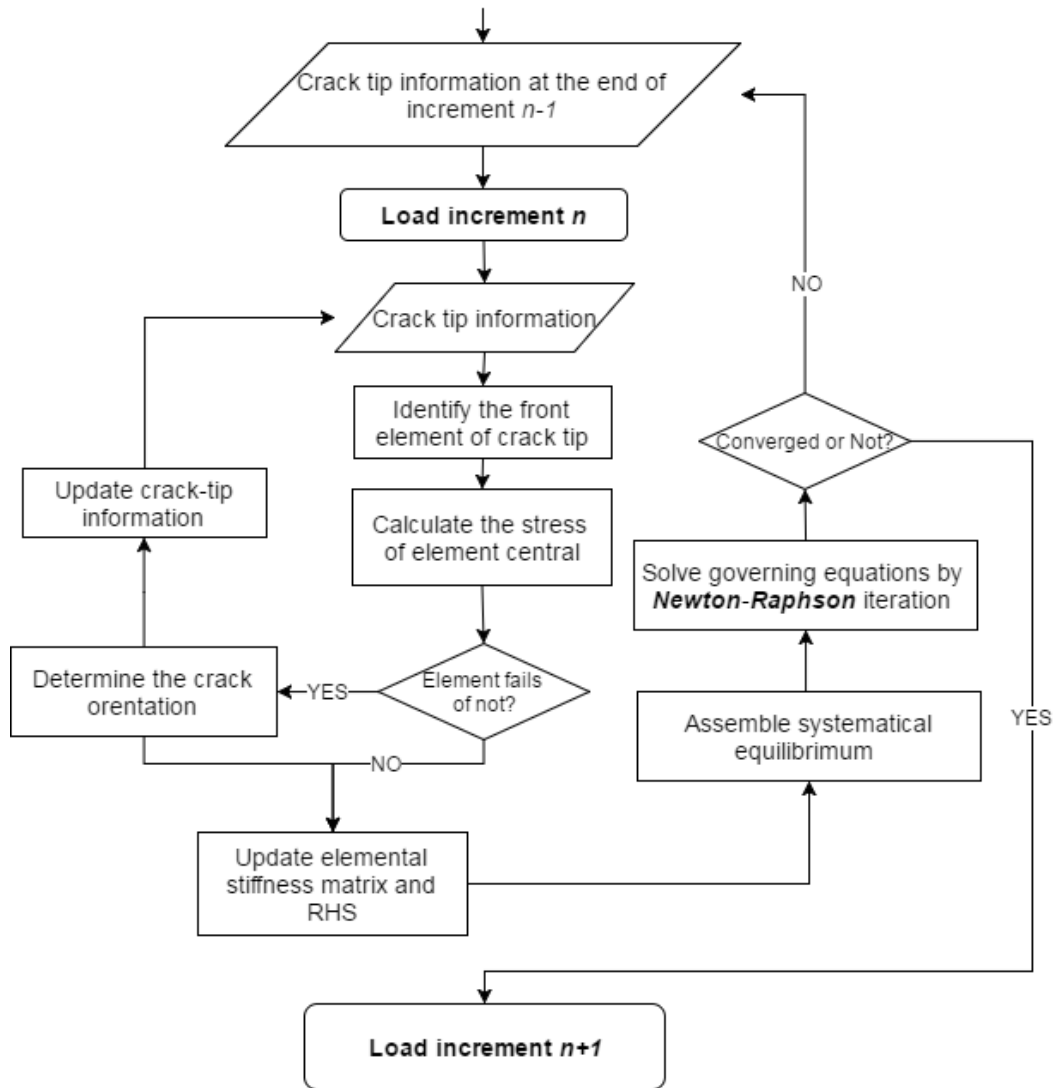 Crack tip information at the end of
increment n-1
Load increment n
Crack tip information
Identify the front
element of crack tip
Calculate the stress
of element central
Element fails
of not?
YES
NO
Determine the crack
orentation
Update crack-tip
information
Update elemental
stiffness matrix and
RHS
Assemble systematical
equilibrimum
Solve governing equations by
Newton-Raphson iteration
Converged or Not?
NO
YES
Load increment n+1